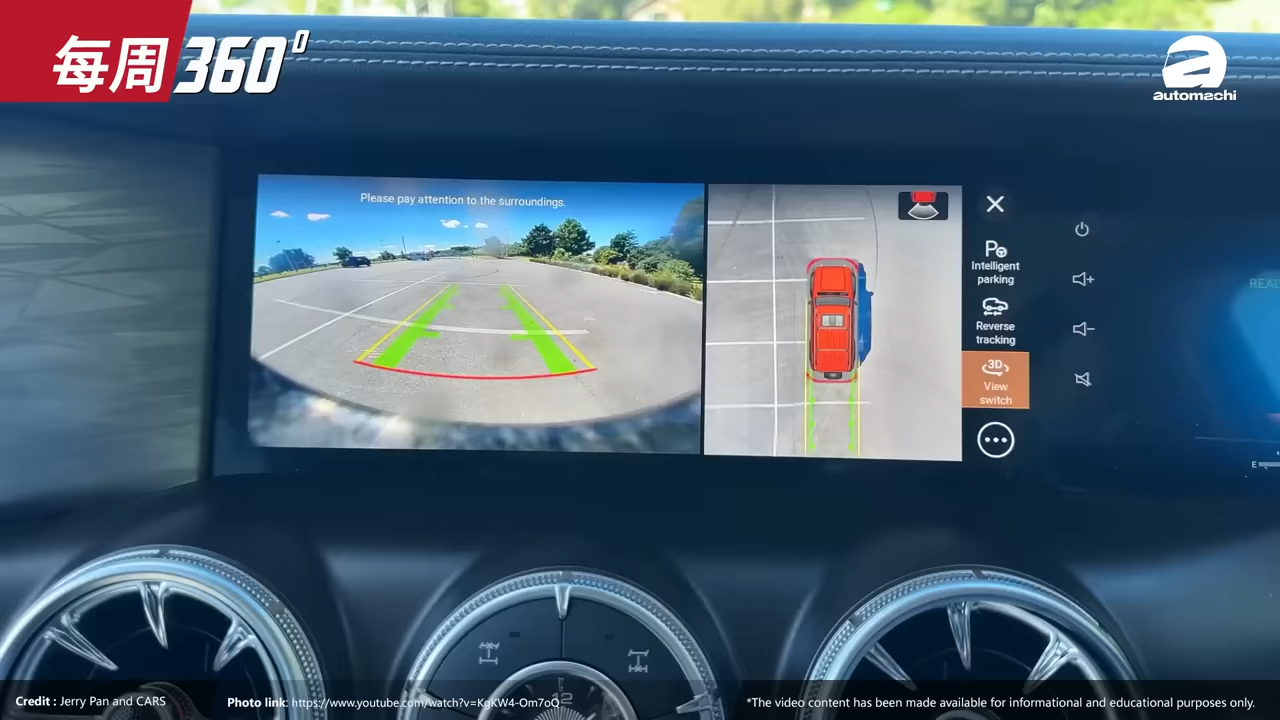 每周360°
automachi
Please pay attention to the surroundings.
Intelligent
parking
Reverse
tracking
3D
View
switch
READ
E
12
Credit : Jerry Pan and CARS
Photo link: https://www.youtube.com/watch?v=KgKW4-Om7oQ
*The video content has been made available for informational and educational purposes only.